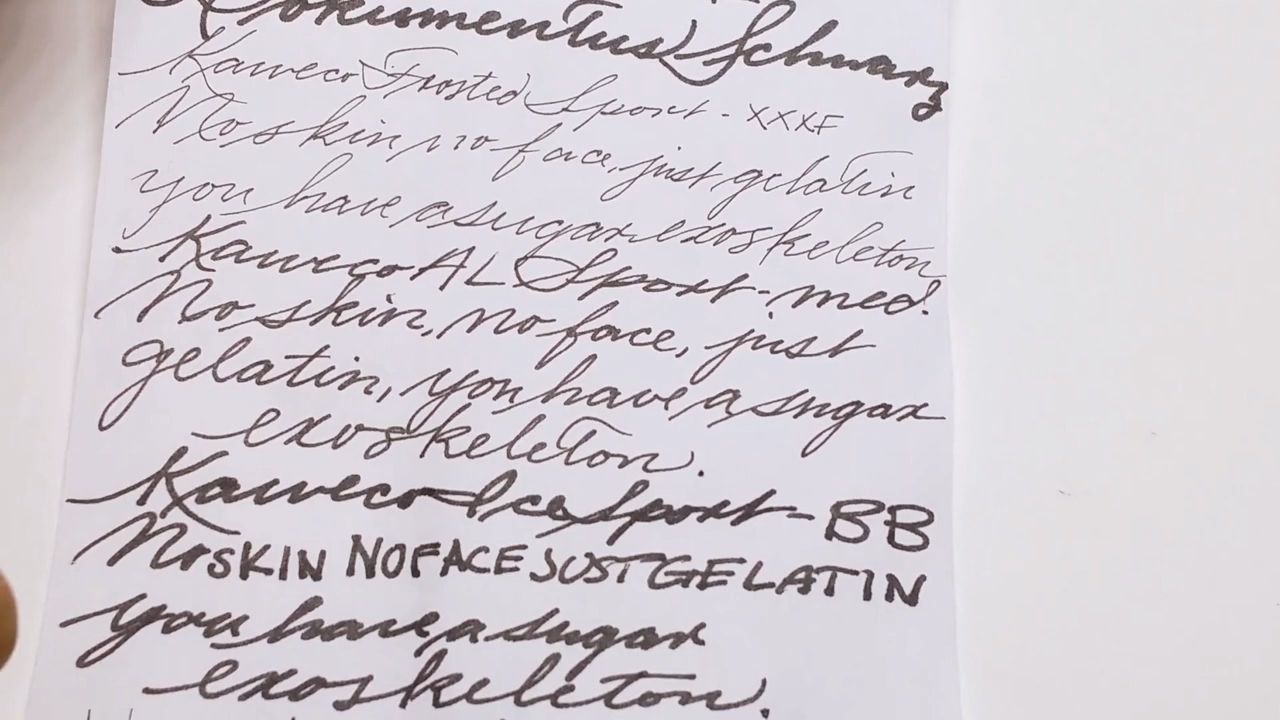 Dokumentus Schwarz
Kaweco Frosted Sport - XXXF
No skin, no face, just gelatin
you have a sugar exoskeleton,
Kaweco AL Sport - med.
No skin, no face, just
gelatin, you have a sugar
exoskeleton.
Kaweco Ice Sport - BB
No SKIN NO FACE JUST GELATIN
you have a sugar
exoskeleton.